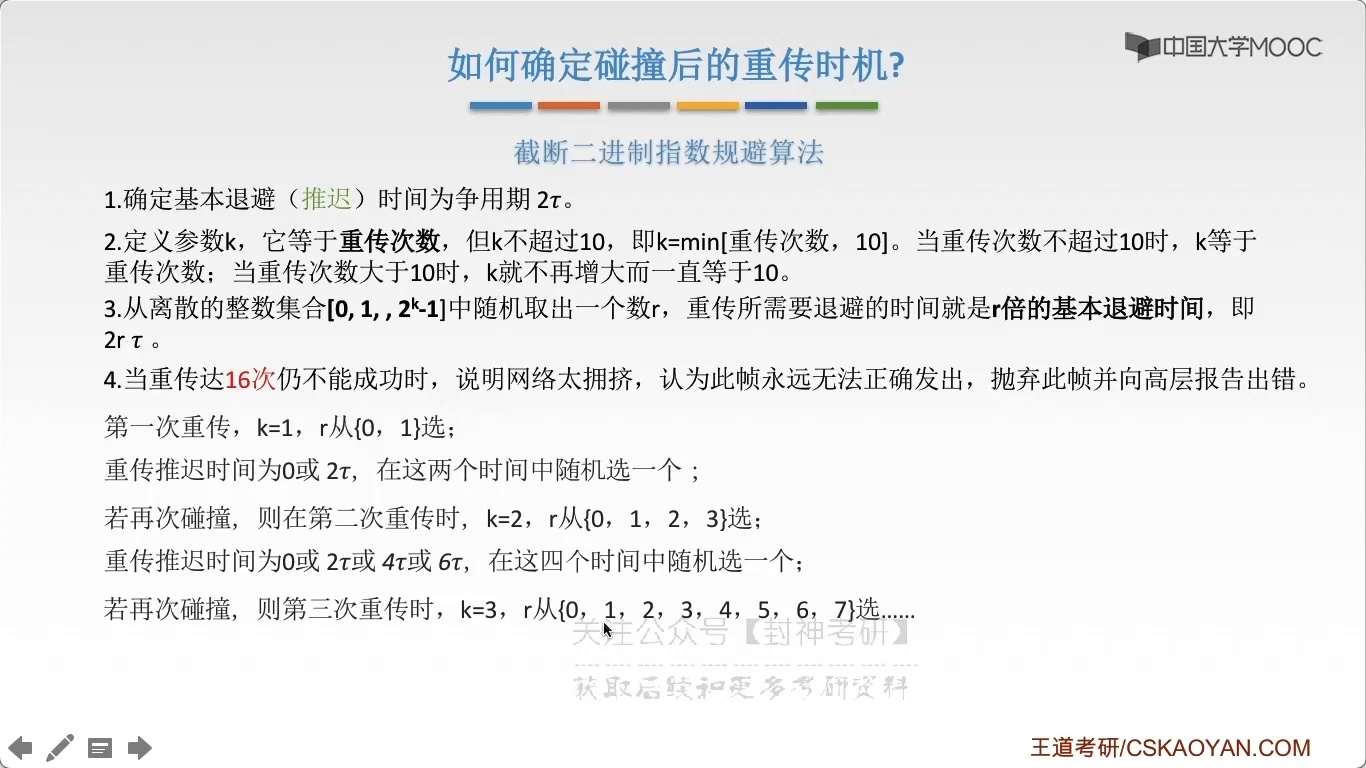 如何确定碰撞后的重传时机?
中国大学MOOC
截断二进制指数规避算法
1.确定基本退避（推迟）时间为争用期 2τ。
2.定义参数k，它等于重传次数，但k不超过10，即k=min[重传次数，10]。当重传次数不超过10时，k等于
重传次数；当重传次数大于10时，k就不再增大而一直等于10。
3.从离散的整数集合[0, 1, , 2ᵏ-1]中随机取出一个数r，重传所需要退避的时间就是r倍的基本退避时间，即
2r τ 。
4.当重传达16次仍不能成功时，说明网络太拥挤，认为此帧永远无法正确发出，抛弃此帧并向高层报告出错。
第一次重传，k=1，r从{0，1}选；
重传推迟时间为0或 2τ，在这两个时间中随机选一个；
若再次碰撞，则在第二次重传时，k=2，r从{0，1，2，3}选；
重传推迟时间为0或 2τ或 4τ或 6τ，在这四个时间中随机选一个；
若再次碰撞，则第三次重传时，k=3，r从{0，1，2，3，4，5，6，7}选……
关注公众号【封神考研】
获取后续和更多考研资料
王道考研/CSKAOYAN.COM